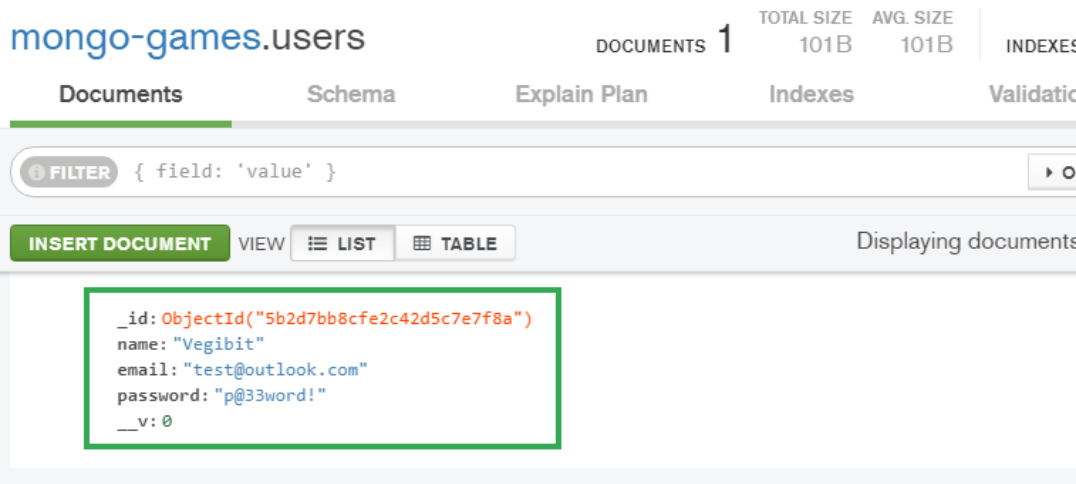 mongo-games.users
DOCUMENTS 1
TOTAL SIZE AVG. SIZE
101B 101B
INDEXES
Documents Schema Explain Plan Indexes Validatio
FILTER { field: 'value' }
INSERT DOCUMENT VIEW LIST TABLE Displaying documents
_id: ObjectId("5b2d7bb8cfe2c42d5c7e7f8a")
name: "Vegibit"
email: "test@outlook.com"
password: "p@33word!"
__v: 0